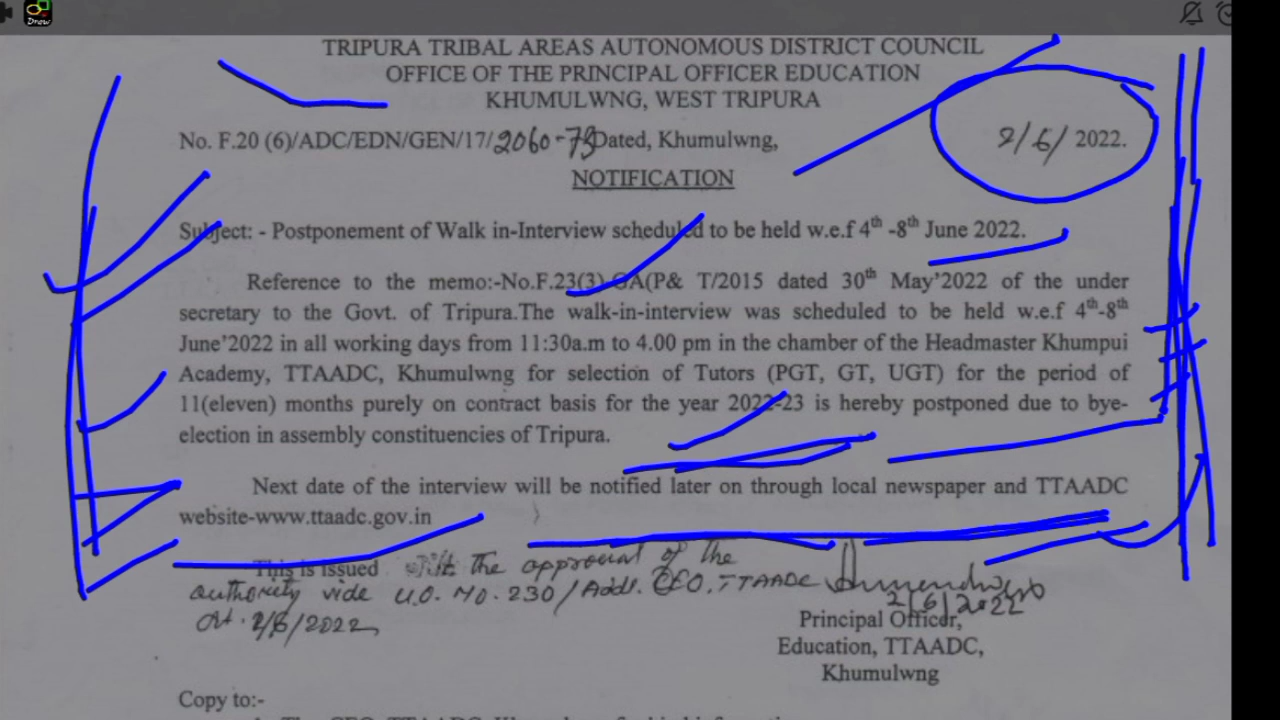 Draw
TRIPURA TRIBAL AREAS AUTONOMOUS DISTRICT COUNCIL
OFFICE OF THE PRINCIPAL OFFICER EDUCATION
KHUMULWNG, WEST TRIPURA
No. F.20 (6)/ADC/EDN/GEN/17/2060-73 Dated, Khumulwng, 2/6/ 2022.
NOTIFICATION
Subject: - Postponement of Walk in-Interview scheduled to be held w.e.f 4th -8th June 2022.
Reference to the memo:-No.F.23(3)-GA(P& T/2015 dated 30th May'2022 of the under
secretary to the Govt. of Tripura.The walk-in-interview was scheduled to be held w.e.f 4th-8th
June'2022 in all working days from 11:30a.m to 4.00 pm in the chamber of the Headmaster Khumpui
Academy, TTAADC, Khumulwng for selection of Tutors (PGT, GT, UGT) for the period of
11(eleven) months purely on contract basis for the year 2022-23 is hereby postponed due to bye-
election in assembly constituencies of Tripura.
Next date of the interview will be notified later on through local newspaper and TTAADC
website-www.ttaadc.gov.in
This is issued with the approval of the
authority vide U.O. No. 230/Addl. CEO, TTAADC
dt. 2/6/2022
2/6/2022
Principal Officer,
Education, TTAADC,
Khumulwng
Copy to:-